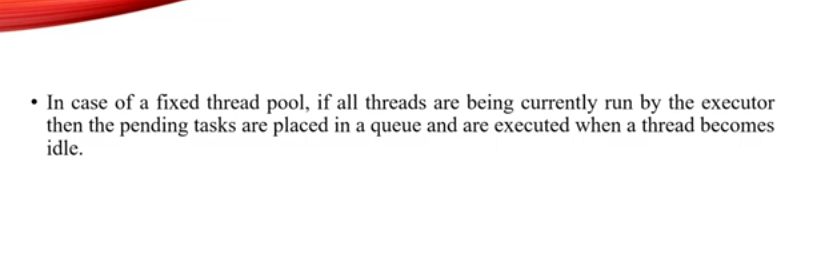 • In case of a fixed thread pool, if all threads are being currently run by the executor
then the pending tasks are placed in a queue and are executed when a thread becomes
idle.